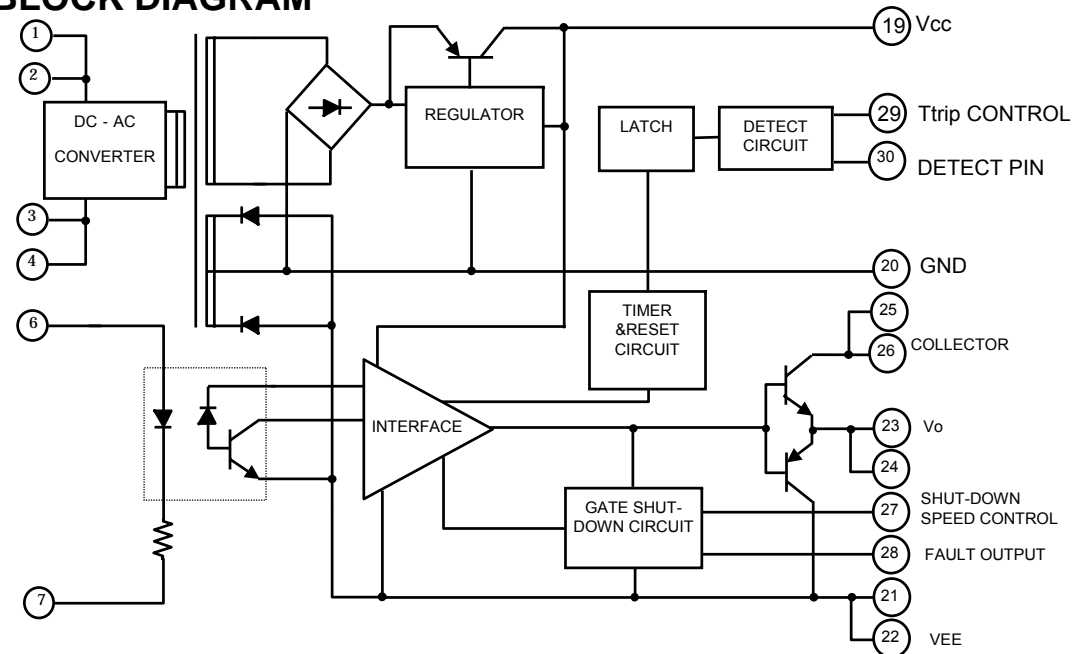 BLOCK DIAGRAM
1
2
DC - AC
CONVERTER
3
4
6
7
REGULATOR
LATCH
DETECT
CIRCUIT
19 Vcc
29 Ttrip CONTROL
30 DETECT PIN
20 GND
TIMER
&RESET
CIRCUIT
25
26 COLLECTOR
INTERFACE
23 Vo
24
GATE SHUT-
DOWN CIRCUIT
27 SHUT-DOWN
SPEED CONTROL
28 FAULT OUTPUT
21
22 VEE